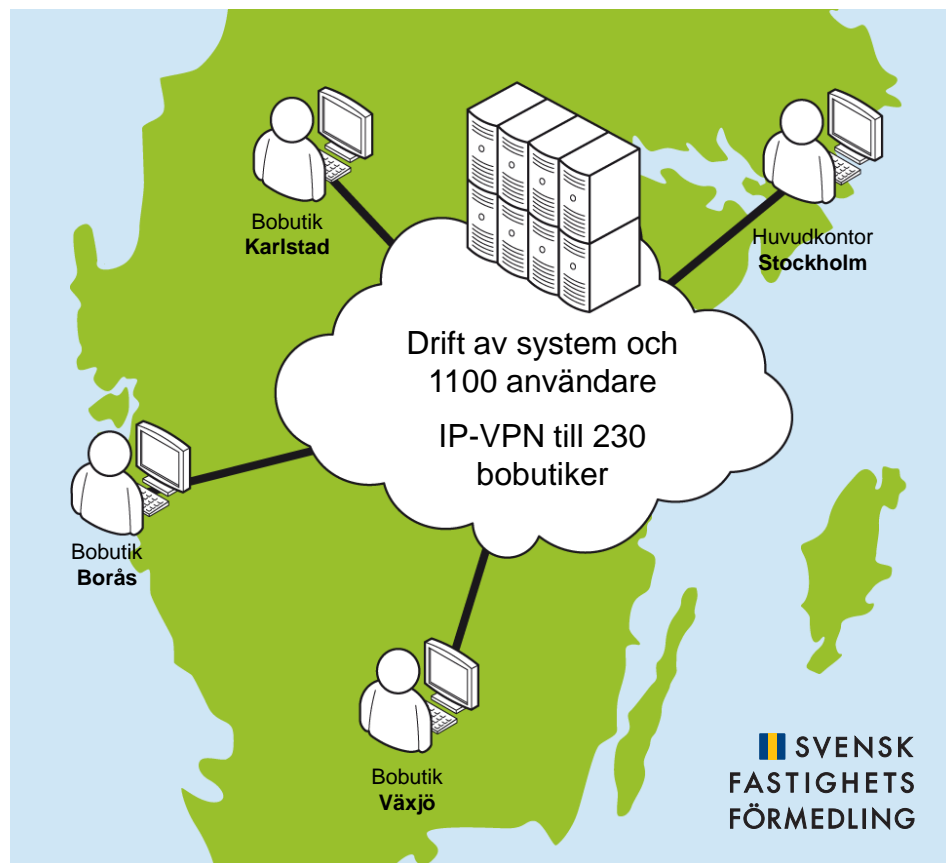 Bobutik
Karlstad
Huvudkontor
Stockholm
Drift av system och
1100 användare
IP-VPN till 230
bobutiker
Bobutik
Borås
Bobutik
Växjö
SVENSK
FASTIGHETS
FÖRMEDLING